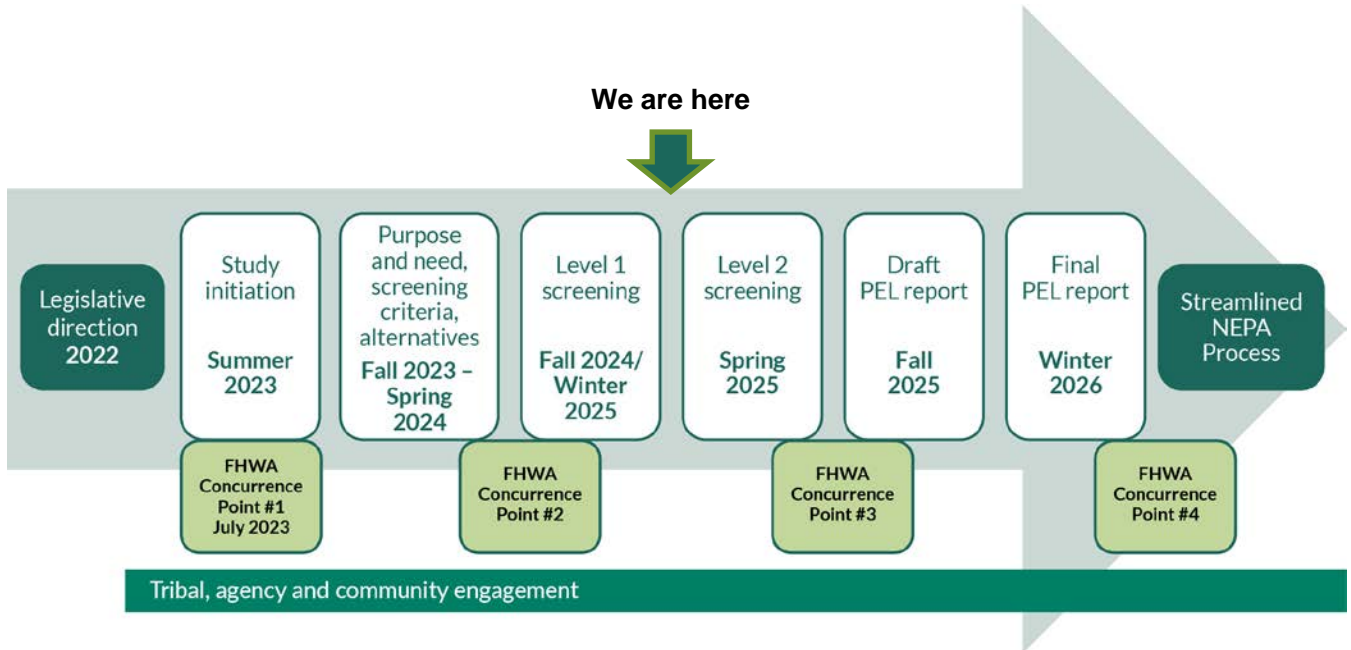 We are here
Legislative
direction
2022
Study
initiation
Summer
2023
Purpose
and need,
screening
criteria,
alternatives
Fall 2023 –
Spring
2024
Level 1
screening
Fall 2024/
Winter
2025
Level 2
screening
Spring
2025
Draft
PEL report
Fall
2025
Final
PEL report
Winter
2026
Streamlined
NEPA
Process
FHWA
Concurrence
Point #1
July 2023
FHWA
Concurrence
Point #2
FHWA
Concurrence
Point #3
FHWA
Concurrence
Point #4
Tribal, agency and community engagement